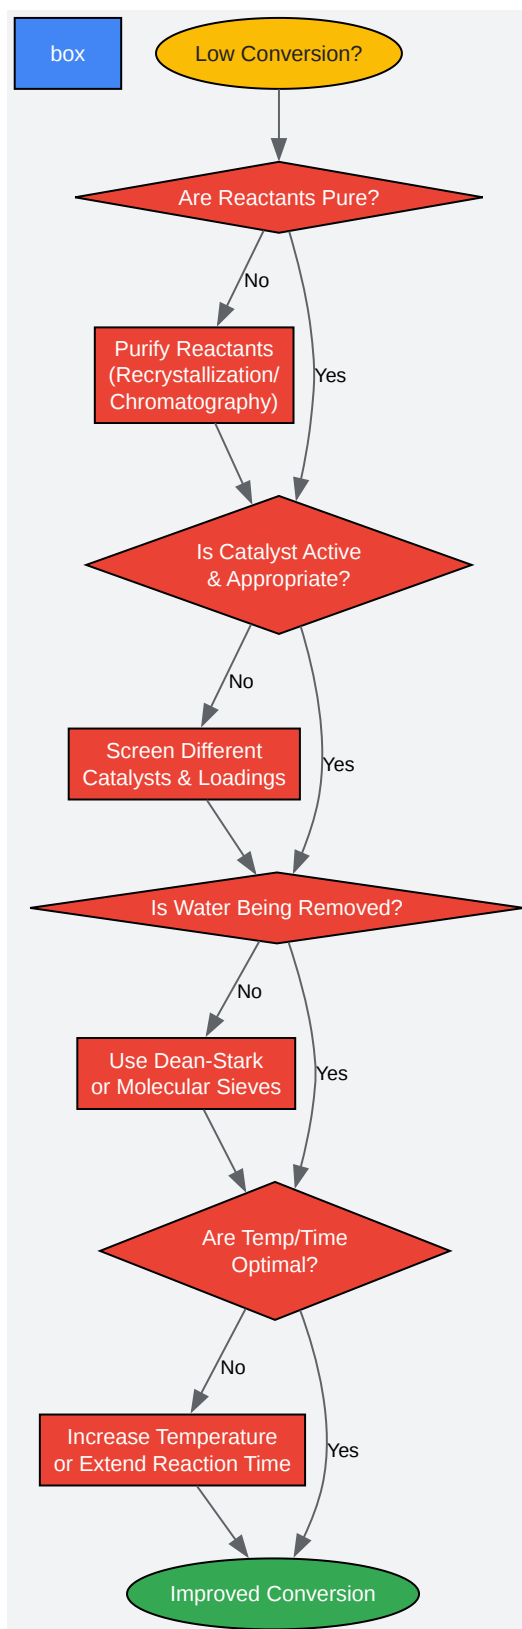 box
Low Conversion?
Are Reactants Pure?
No
Purify Reactants
(Recrystallization/
Chromatography)
Yes
Is Catalyst Active
& Appropriate?
No
Screen Different
Catalysts & Loadings
Yes
Is Water Being Removed?
No
Use Dean-Stark
or Molecular Sieves
Yes
Are Temp/Time
Optimal?
No
Increase Temperature
or Extend Reaction Time
Yes
Improved Conversion